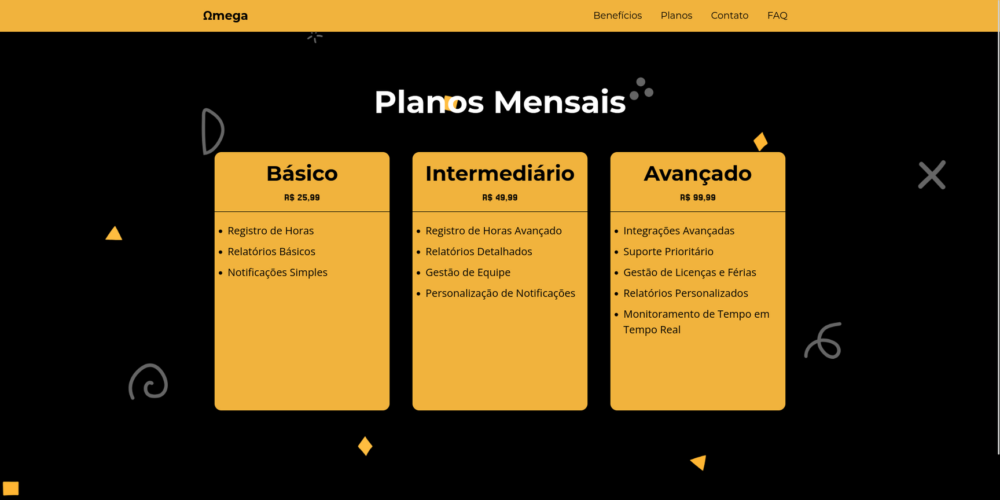 Ωmega
Benefícios
Planos
Contato
FAQ
Planos Mensais
Básico
R$ 25,99
Registro de Horas
Relatórios Básicos
Notificações Simples
Intermediário
R$ 49,99
Registro de Horas Avançado
Relatórios Detalhados
Gestão de Equipe
Personalização de Notificações
Avançado
R$ 99,99
Integrações Avançadas
Suporte Prioritário
Gestão de Licenças e Férias
Relatórios Personalizados
Monitoramento de Tempo em
Tempo Real